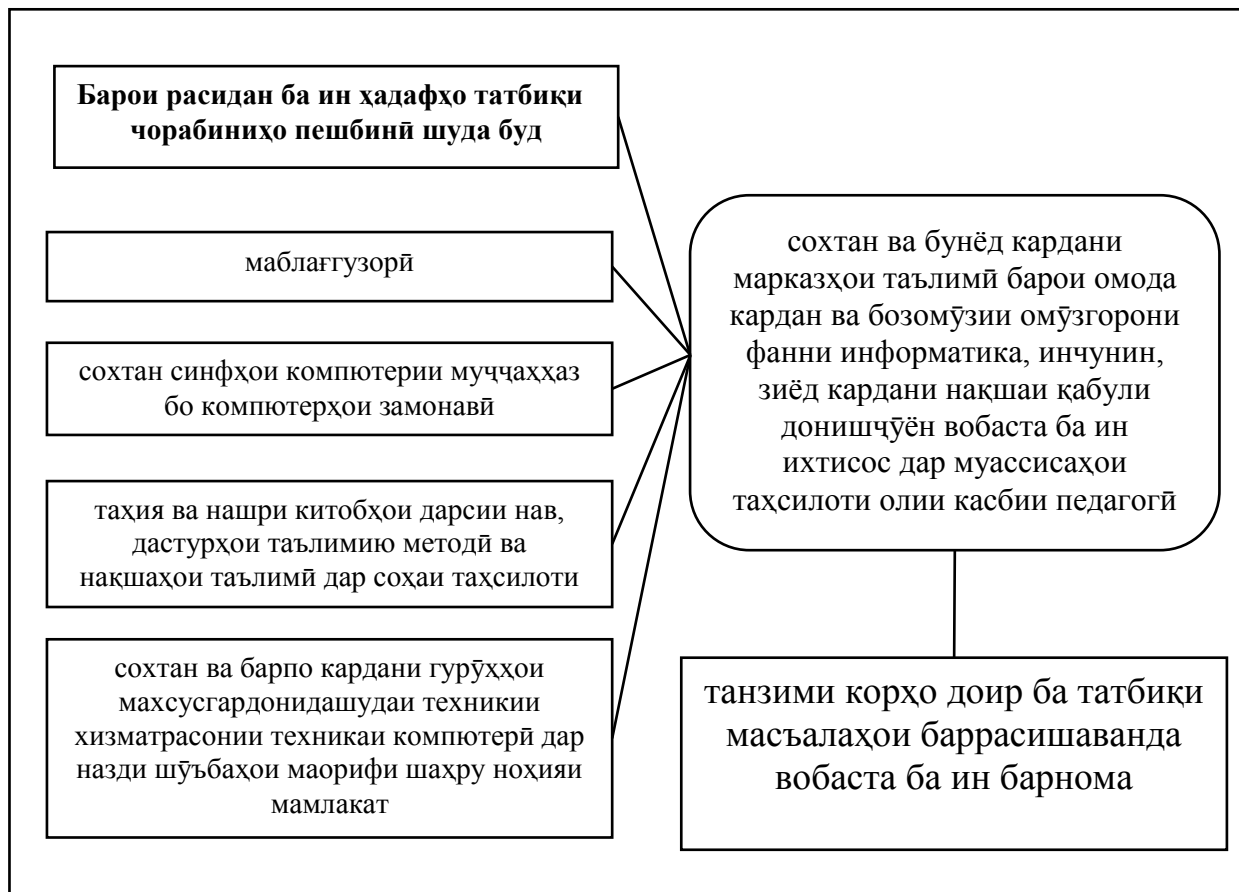 Барои расидан ба ин ҳадафҳо татбиқи
чорабиниҳо пешбинӣ шуда буд
маблағгузорӣ
сохтан синфҳои компютерии муҷҷаҳҳаз
бо компютерҳои замонавӣ
таҳия ва нашри китобҳои дарсии нав,
дастурҳои таълимию методӣ ва
нақшаҳои таълимӣ дар соҳаи таҳсилоти
сохтан ва барпо кардани гурӯҳҳои
махсусгардонидашудаи техникии
хизматрасонии техникаи компютерӣ дар
назди шӯъбаҳои маорифи шаҳру ноҳияи
мамлакат
сохтан ва бунёд кардани
марказҳои таълимӣ барои омода
кардан ва бозомӯзии омӯзгорони
фанни информатика, инчунин,
зиёд кардани нақшаи қабули
донишҷӯён вобаста ба ин
ихтисос дар муассисаҳои
таҳсилоти олии касбии педагогӣ
танзими корҳо доир ба татбиқи
масъалаҳои баррасишаванда
вобаста ба ин барнома